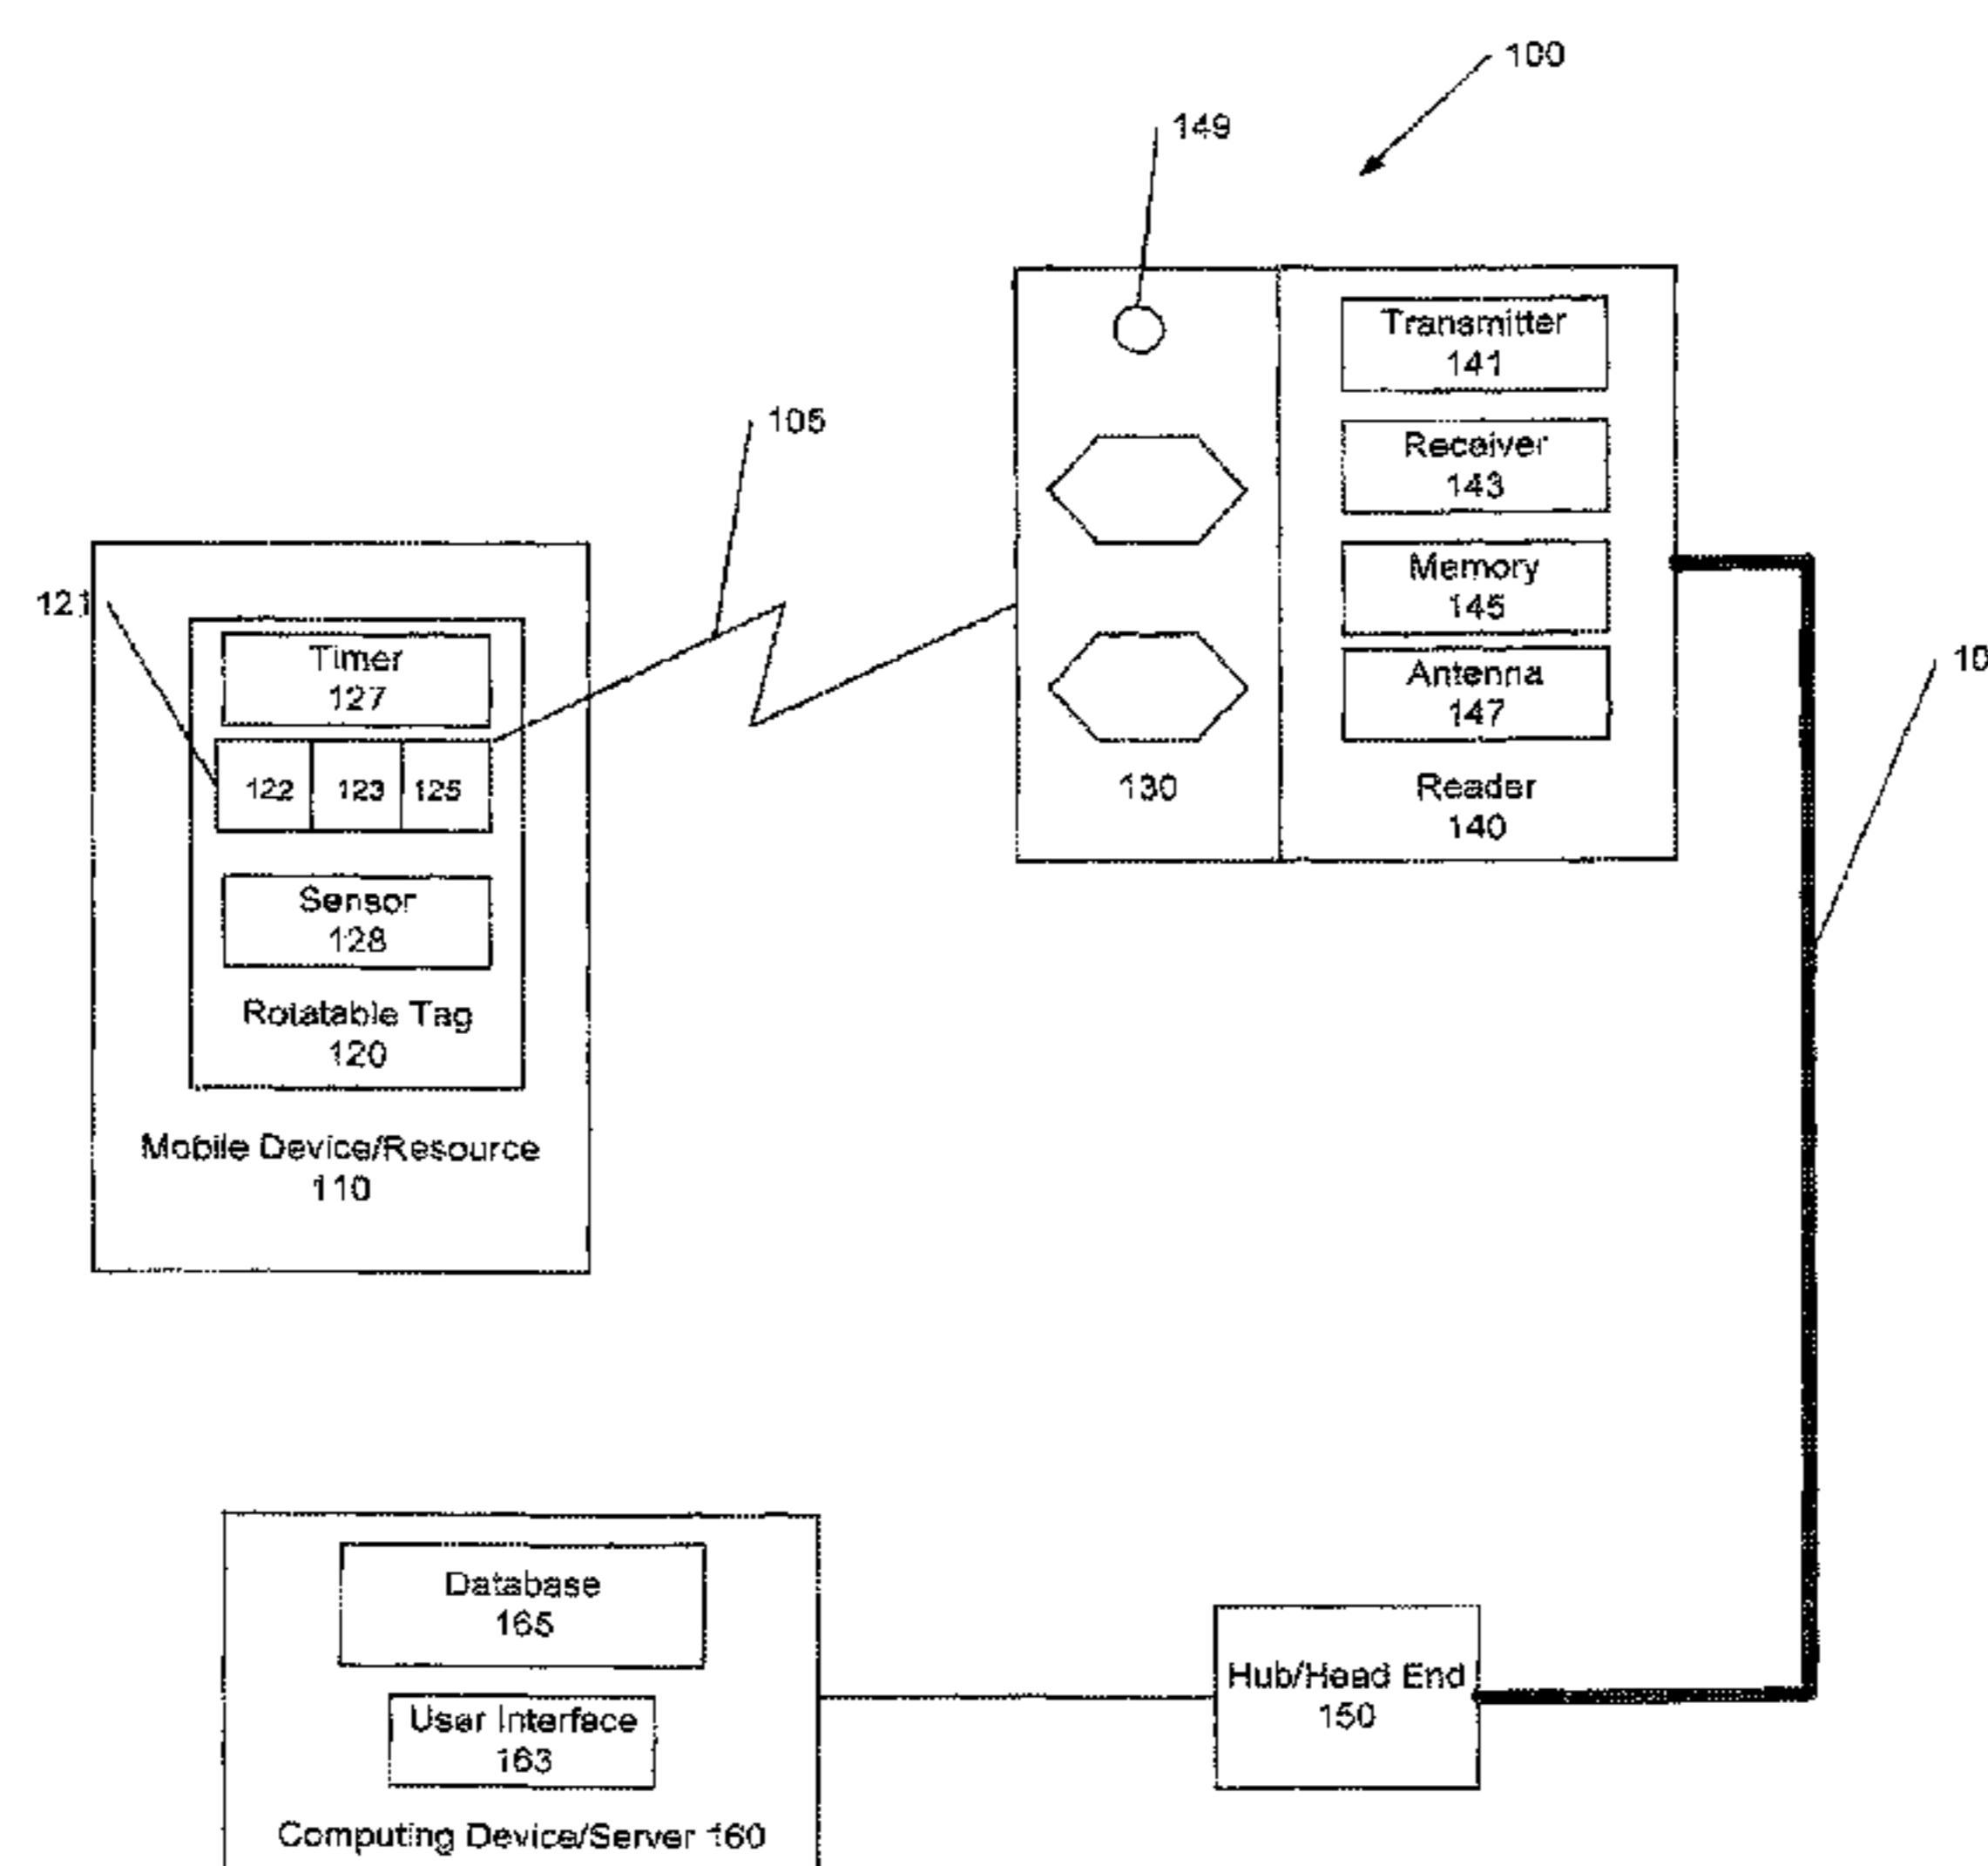 100
149
Transmitter
141
105
Receiver
143
Memory
145
121
Timer
127
Antenna
147
10
122 123 125
130
Reader
140
Sensor
128
Rotatable Tag
120
Mobile Device/Resource
110
Database
165
Hub/Head End
150
User Interface
163
Computing Device/Server 160